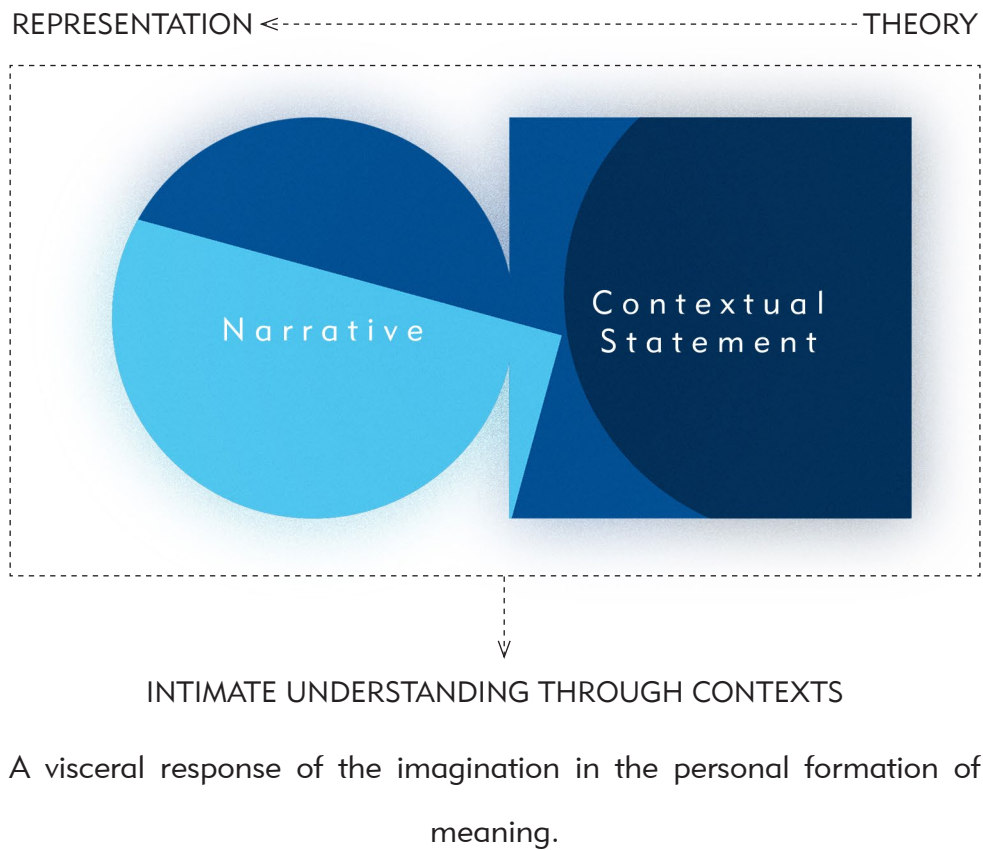 REPRESENTATION THEORY
Narrative
Contextual
Statement
INTIMATE UNDERSTANDING THROUGH CONTEXTS
A visceral response of the imagination in the personal formation of
meaning.